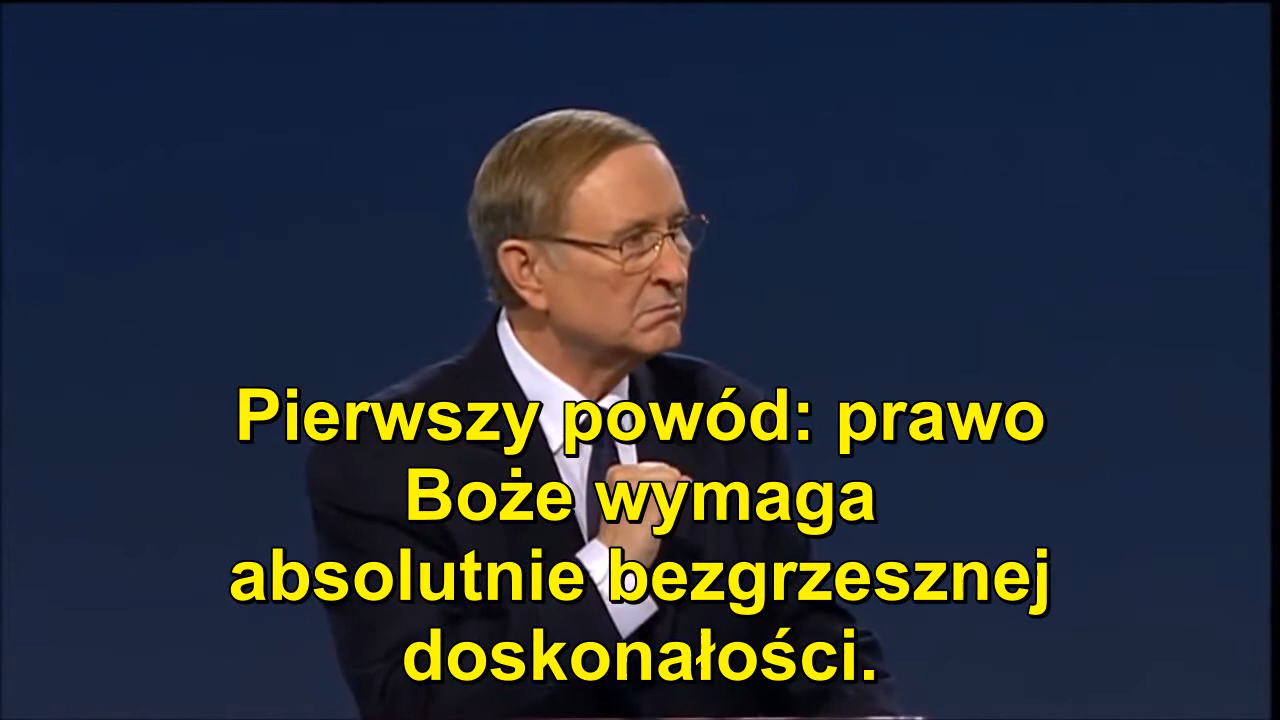 Pierwszy powód: prawo
Boże wymaga
absolutnie bezgrzesznej
doskonałości.